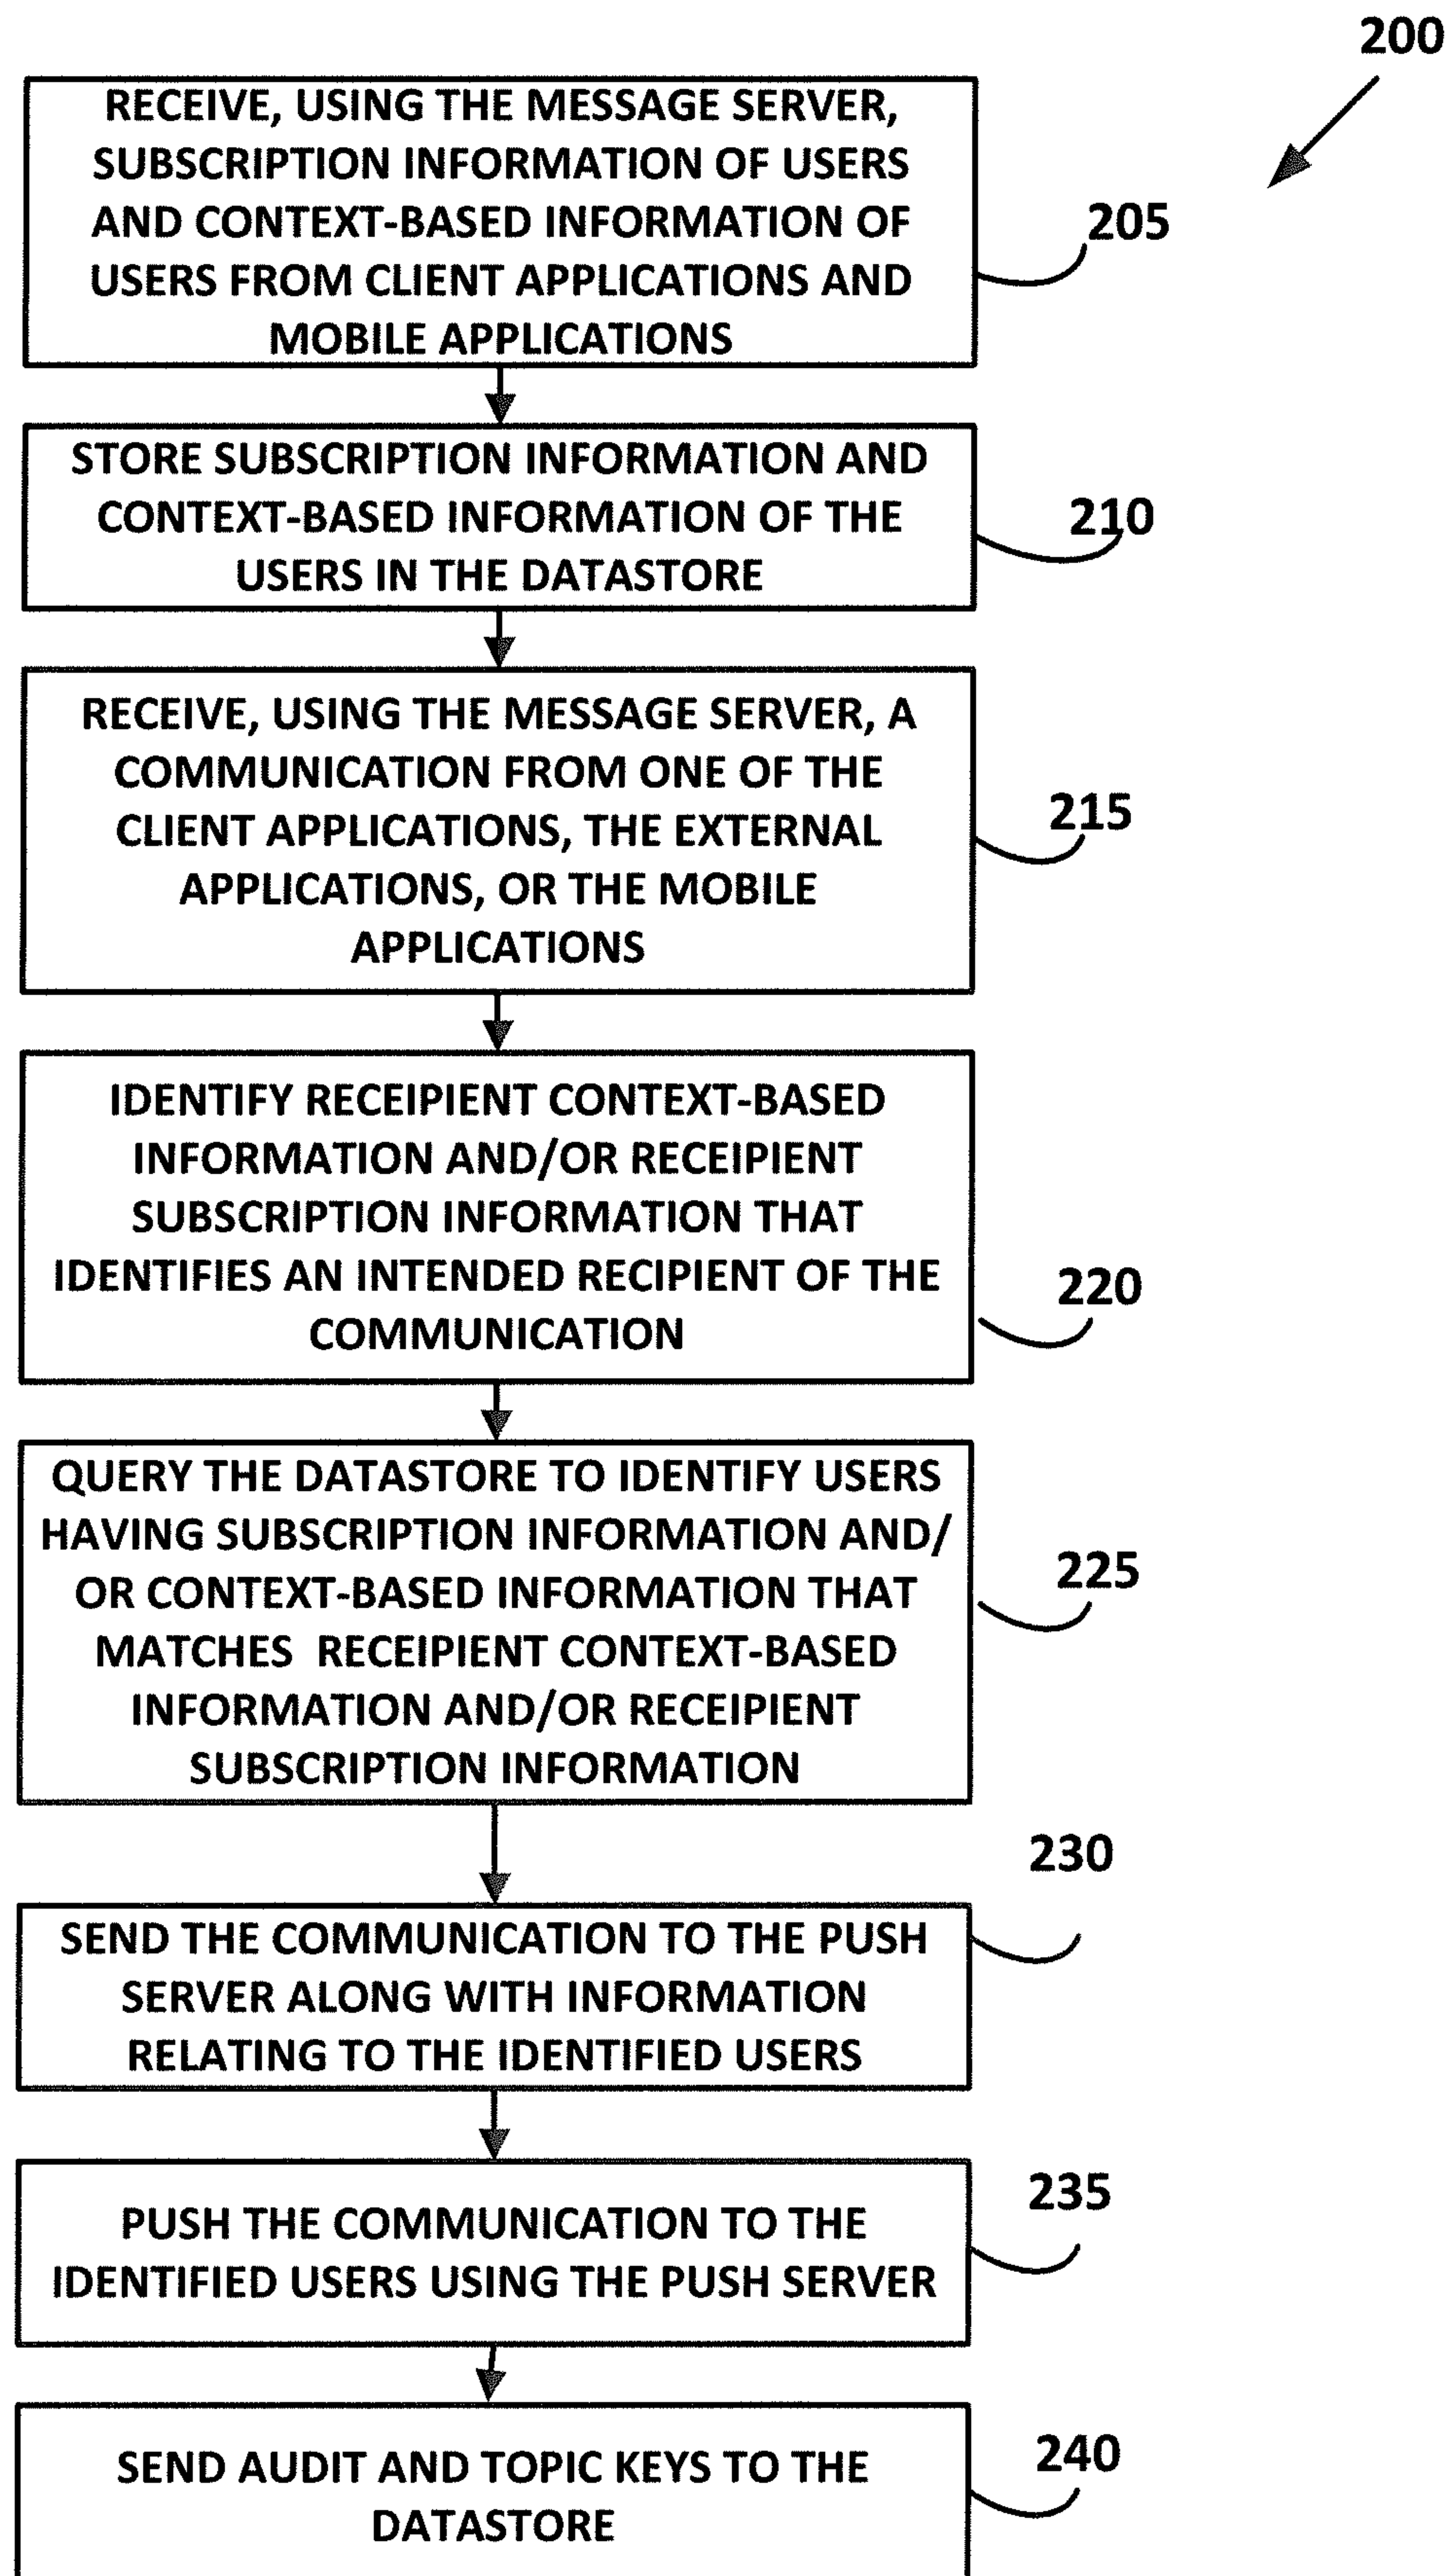 200
RECEIVE, USING THE MESSAGE SERVER,
SUBSCRIPTION INFORMATION OF USERS
AND CONTEXT-BASED INFORMATION OF
USERS FROM CLIENT APPLICATIONS AND
MOBILE APPLICATIONS
205
STORE SUBSCRIPTION INFORMATION AND
CONTEXT-BASED INFORMATION OF THE
USERS IN THE DATASTORE
210
RECEIVE, USING THE MESSAGE SERVER, A
COMMUNICATION FROM ONE OF THE
CLIENT APPLICATIONS, THE EXTERNAL
APPLICATIONS, OR THE MOBILE
APPLICATIONS
215
IDENTIFY RECEIPIENT CONTEXT-BASED
INFORMATION AND/OR RECEIPIENT
SUBSCRIPTION INFORMATION THAT
IDENTIFIES AN INTENDED RECIPIENT OF THE
COMMUNICATION
220
QUERY THE DATASTORE TO IDENTIFY USERS
HAVING SUBSCRIPTION INFORMATION AND/
OR CONTEXT-BASED INFORMATION THAT
MATCHES  RECEIPIENT CONTEXT-BASED
INFORMATION AND/OR RECEIPIENT
SUBSCRIPTION INFORMATION
225
230
SEND THE COMMUNICATION TO THE PUSH
SERVER ALONG WITH INFORMATION
RELATING TO THE IDENTIFIED USERS
235
PUSH THE COMMUNICATION TO THE
IDENTIFIED USERS USING THE PUSH SERVER
240
SEND AUDIT AND TOPIC KEYS TO THE
DATASTORE